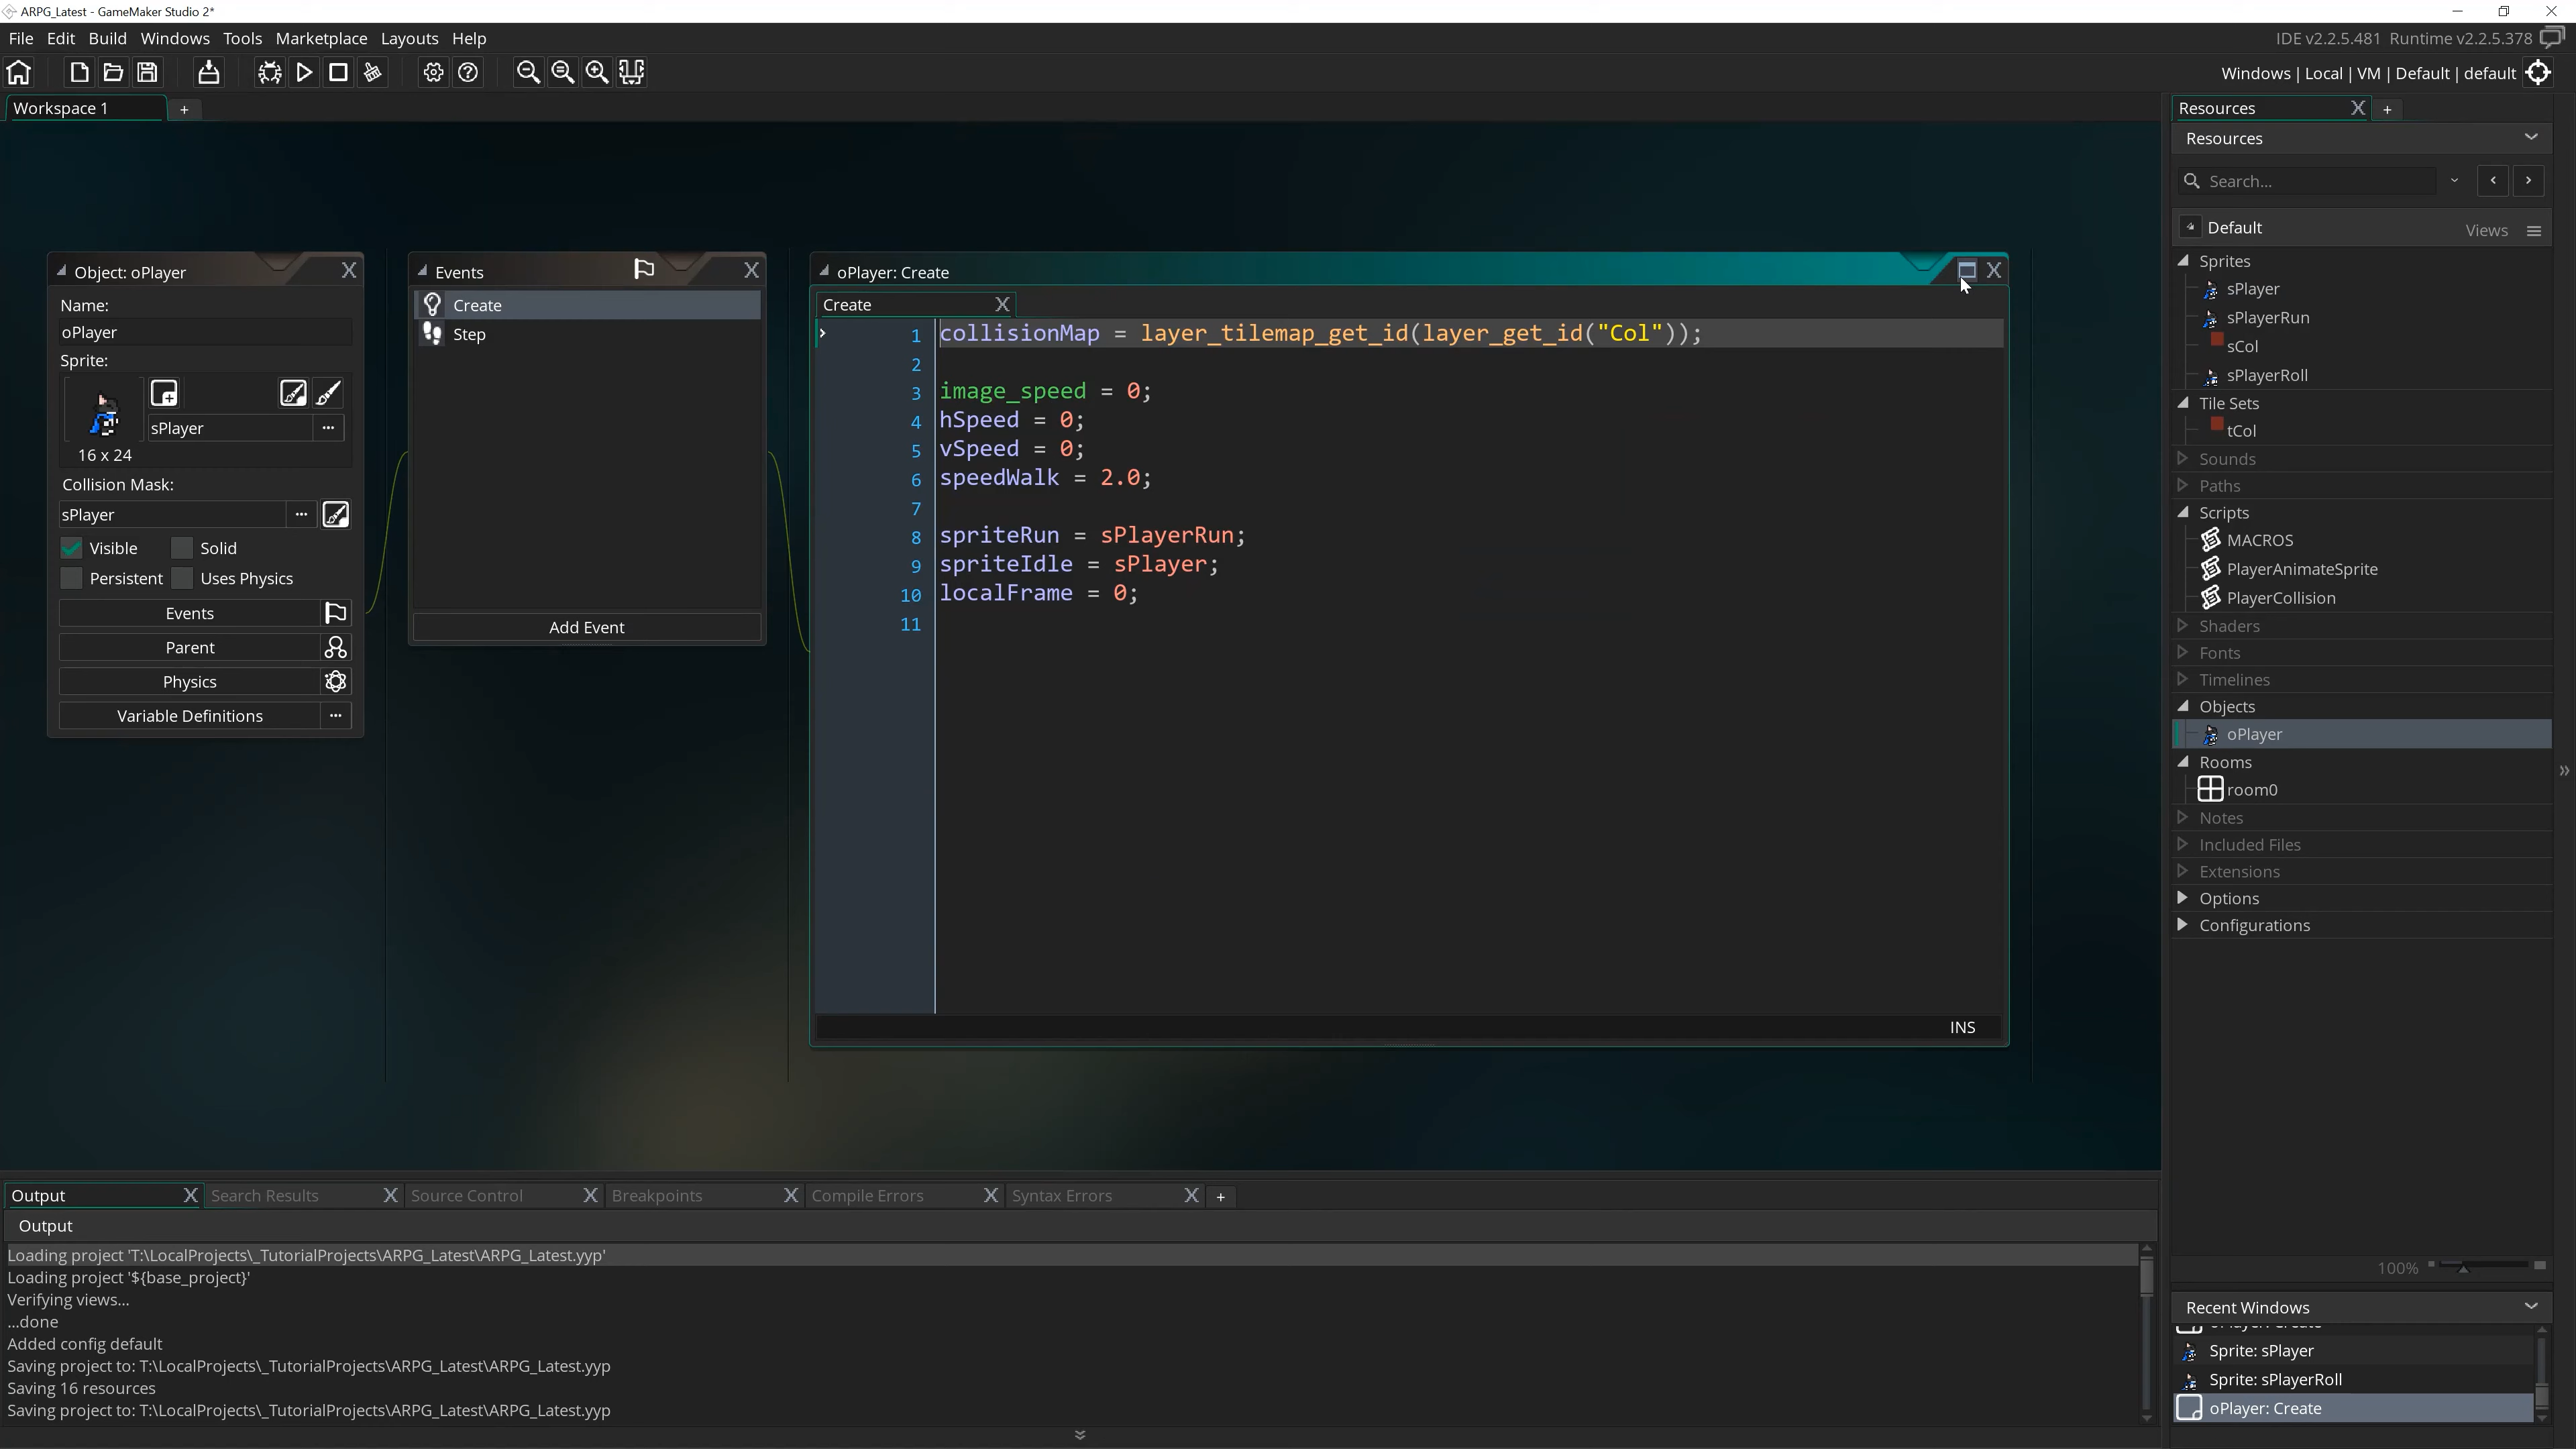 ARPG_Latest - GameMaker Studio 2*
File Edit Build Windows Tools Marketplace Layouts Help
IDE v2.2.5.481 Runtime v2.2.5.378
Windows | Local | VM | Default | default
Workspace 1
+
Object: oPlayer
Name:
oPlayer
Sprite:
sPlayer
...
16 x 24
Collision Mask:
sPlayer
...
Visible
Solid
Persistent
Uses Physics
Events
Parent
Physics
Variable Definitions
...
Events
Create
Step
Add Event
oPlayer: Create
Create
1 collisionMap = layer_tilemap_get_id(layer_get_id("Col"));
2
3 image_speed = 0;
4 hSpeed = 0;
5 vSpeed = 0;
6 speedWalk = 2.0;
7
8 spriteRun = sPlayerRun;
9 spriteIdle = sPlayer;
10 localFrame = 0;
11
INS
Resources
+
Resources
Search...
Default
Views
Sprites
sPlayer
sPlayerRun
sCol
sPlayerRoll
Tile Sets
tCol
Sounds
Paths
Scripts
MACROS
PlayerAnimateSprite
PlayerCollision
Shaders
Fonts
Timelines
Objects
oPlayer
Rooms
room0
Notes
Included Files
Extensions
Options
Configurations
100%
Recent Windows
Sprite: sPlayer
Sprite: sPlayerRoll
oPlayer: Create
Output
Search Results
Source Control
Breakpoints
Compile Errors
Syntax Errors
+
Output
Loading project 'T:\LocalProjects\_TutorialProjects\ARPG_Latest\ARPG_Latest.yyp'
Loading project '${base_project}'
Verifying views...
...done
Added config default
Saving project to: T:\LocalProjects\_TutorialProjects\ARPG_Latest\ARPG_Latest.yyp
Saving 16 resources
Saving project to: T:\LocalProjects\_TutorialProjects\ARPG_Latest\ARPG_Latest.yyp